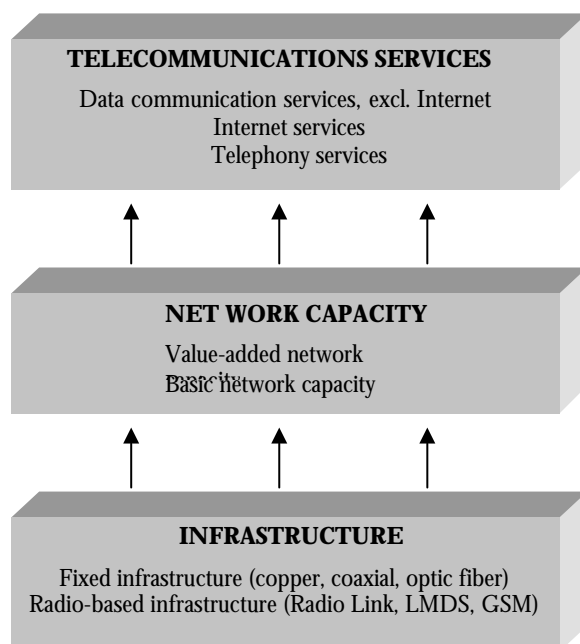 TELECOMMUNICATIONS SERVICES
Data communication services, excl. Internet
Internet services
Telephony services
NET WORK CAPACITY
Value-added network
Basic network capacity
INFRASTRUCTURE
Fixed infrastructure (copper, coaxial, optic fiber)
Radio-based infrastructure (Radio Link, LMDS, GSM)